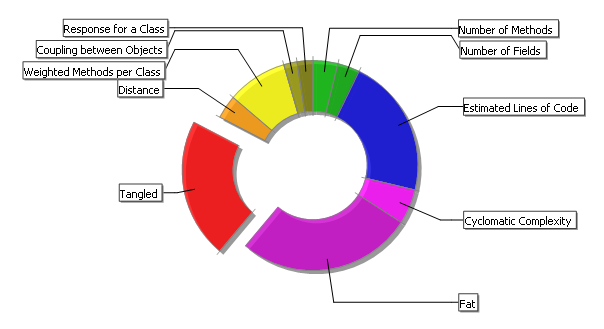 Response for a Class
Number of Methods
Coupling between Objects
Number of Fields
Weighted Methods per Class
Distance
Estimated Lines of Code
Tangled
Cyclomatic Complexity
Fat